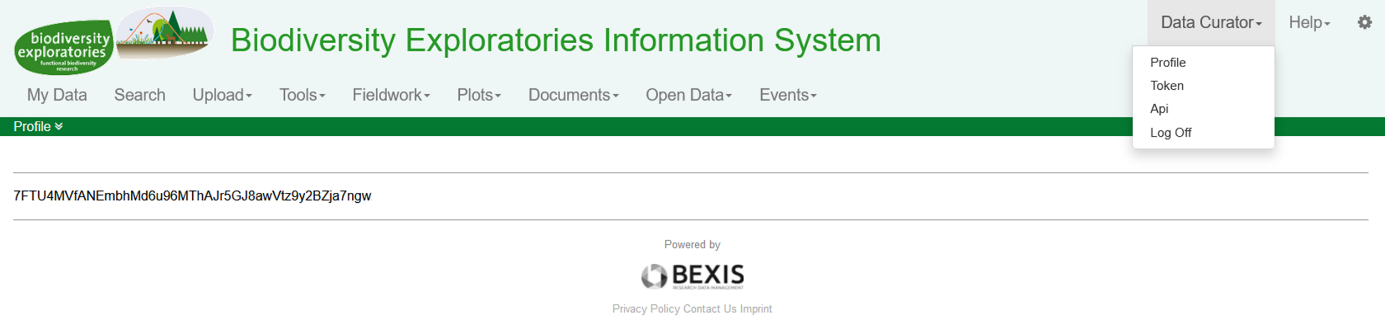 biodiversity
exploratories
functional biodiversity
research
Biodiversity Exploratories Information System
Data Curator
Help
Profile
Token
Api
Log Off
My Data
Search
Upload
Tools
Fieldwork
Plots
Documents
Open Data
Events
Profile
7FTU4MVfANEmbhMd6u96MThAJr5GJ8awVtz9y2BZja7ngw
Powered by
BEXIS
RESEARCH DATA MANAGEMENT
Privacy Policy Contact Us Imprint